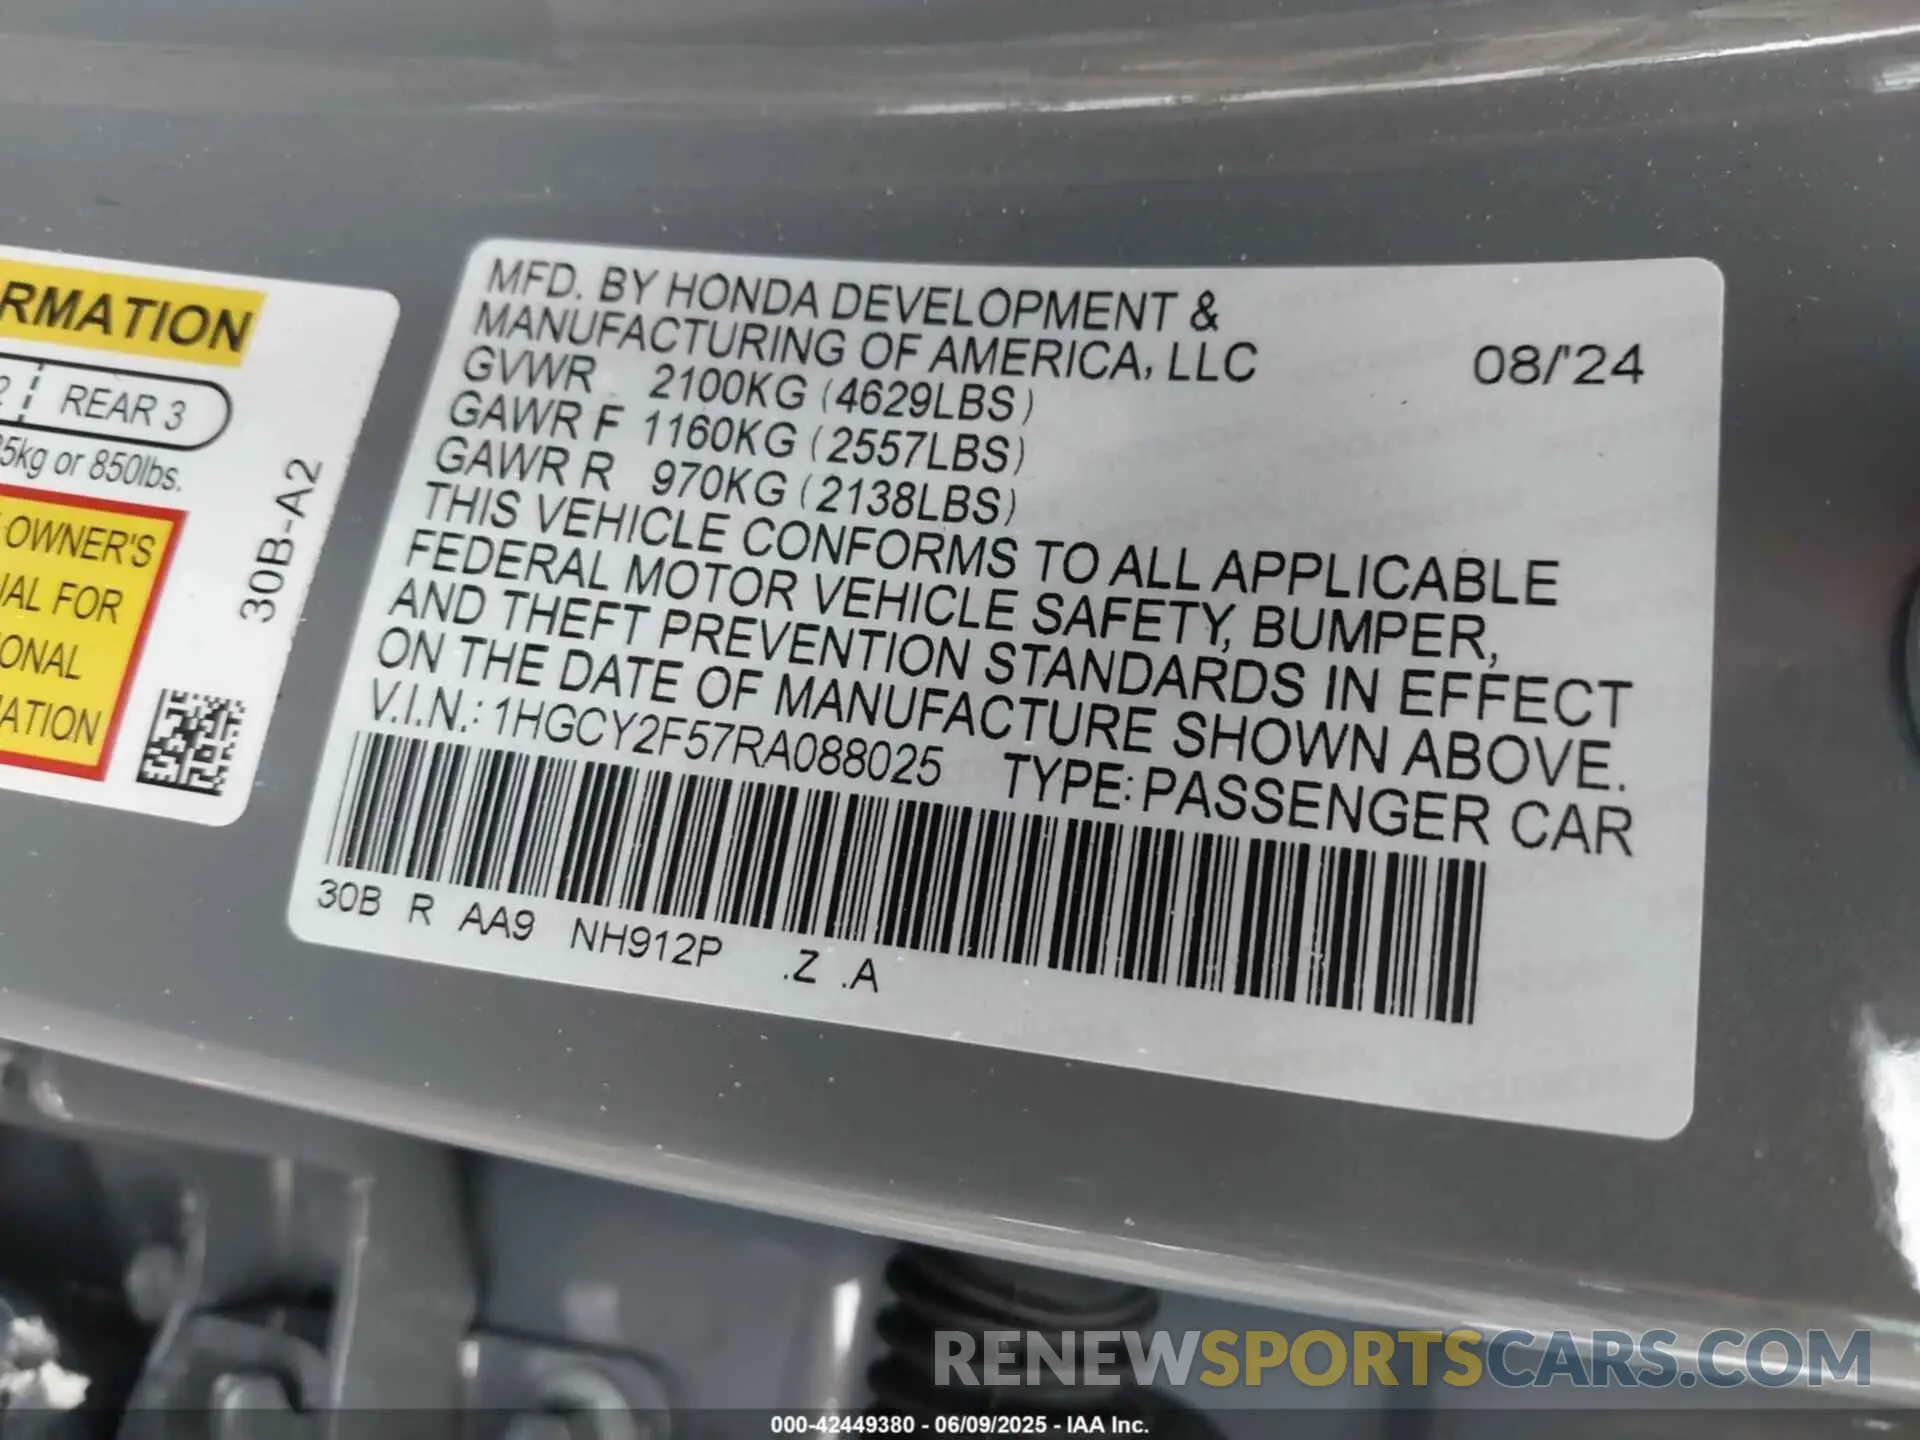 RMATION
2 REAR 3
5kg or 850lbs.
OWNER'S
IAL FOR
ONAL
ATION
30B-A2
MFD. BY HONDA DEVELOPMENT &
MANUFACTURING OF AMERICA, LLC
08/'24
GVWR 2100KG (4629LBS)
GAWR F 1160KG (2557LBS)
GAWR R 970KG (2138LBS)
THIS VEHICLE CONFORMS TO ALL APPLICABLE
FEDERAL MOTOR VEHICLE SAFETY, BUMPER,
AND THEFT PREVENTION STANDARDS IN EFFECT
ON THE DATE OF MANUFACTURE SHOWN ABOVE.
V.I.N.: 1HGCY2F57RA088025 TYPE: PASSENGER CAR
30B R AA9 NH912P .Z .A
RENEWSPORTSCARS.COM
000-42449380 - 06/09/2025 - IAA Inc.